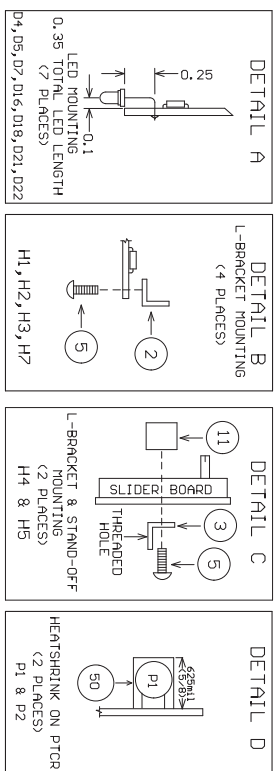 DETAIL A
0.25
0.1
LED MOUNTING
0.35 TOTAL LED LENGTH
(7 PLACES)
D4,D5,D7,D16,D18,D21,D22
DETAIL B
L-BRACKET MOUNTING
(4 PLACES)
2
5
H1,H2,H3,H7
DETAIL C
11
SLIDER BOARD
3
5
THREADED
HOLE
L-BRACKET & STAND-OFF
MOUNTING
(2 PLACES)
H4 & H5
DETAIL D
625mil
(5/8)
P1
50
HEATSHRINK ON PTCR
(2 PLACES)
P1 & P2